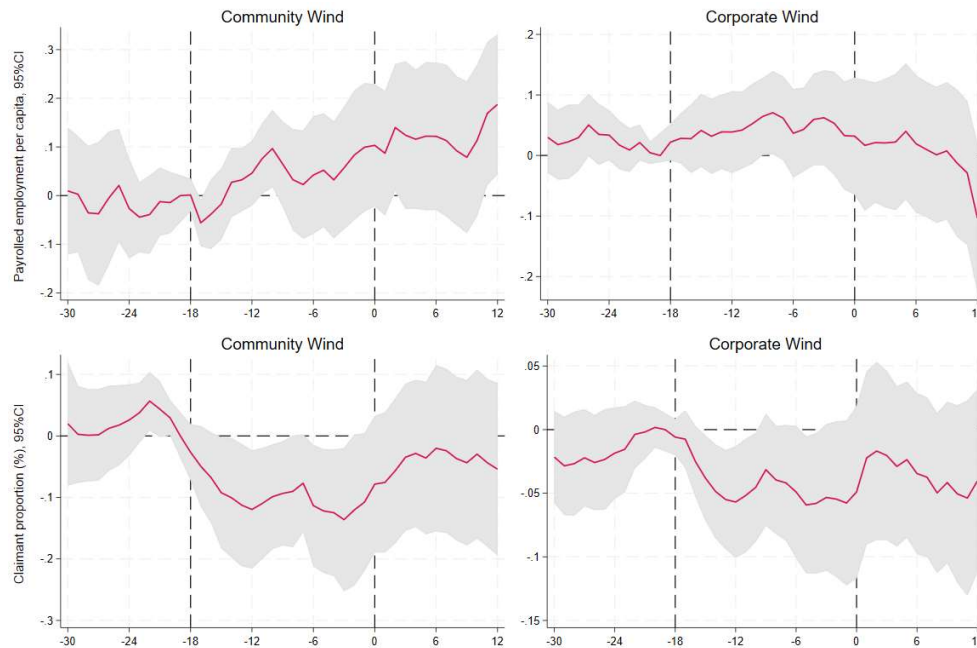 Community Wind
Payrolled employment per capita, 95%CI
.3
.2
.1
0
-.1
-.2
-30 -24 -18 -12 -6 0 6 12
Corporate Wind
.2
.1
0
-.1
-.2
-30 -24 -18 -12 -6 0 6
Community Wind
Claimant proportion (%), 95%CI
.1
0
-.1
-.2
-.3
-30 -24 -18 -12 -6 0 6 12
Corporate Wind
.05
0
-.05
-.1
-.15
-30 -24 -18 -12 -6 0 6